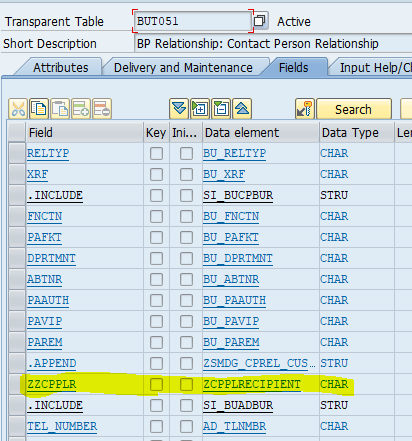 Transparent Table BUT051 Active
Short Description BP Relationship: Contact Person Relationship
Attributes Delivery and Maintenance Fields Input Help/C
Search
Field Key Ini... Data element Data Type Len
RELTYP BU_RELTYP CHAR
XRF BU_XRF CHAR
.INCLUDE SI_BUCPBUR STRU
FNCTN BU_FNCTN CHAR
PAFKT BU_PAFKT CHAR
DPRTMNT BU_DPRTMNT CHAR
ABTNR BU_ABTNR CHAR
PAAUTH BU_PAAUTH CHAR
PAVIP BU_PAVIP CHAR
PAREM BU_PAREM CHAR
.APPEND ZSMDG_CPREL_CUS... STRU
ZZCPPLR ZCPPLRECIPIENT CHAR
.INCLUDE SI_BUADBUR STRU
TEL_NUMBER AD_TLNMBR CHAR